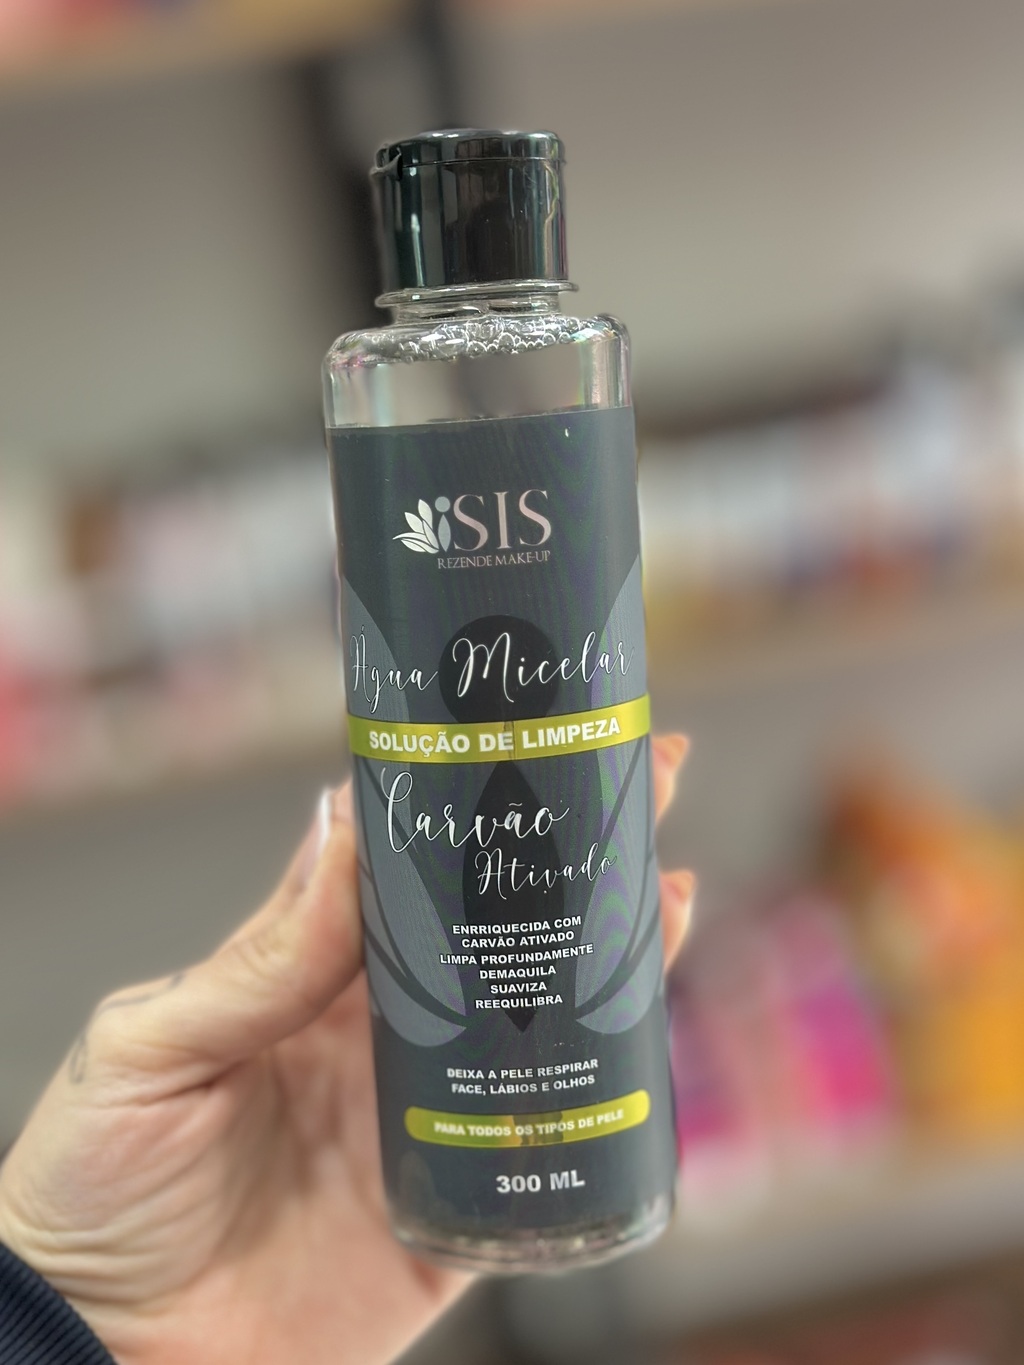 iSIS
REZENDE MAKE-UP
Água Micelar
SOLUÇÃO DE LIMPEZA
Carvão
Ativado
ENRRIQUECIDA COM
CARVÃO ATIVADO
LIMPA PROFUNDAMENTE
DEMAQUILA
SUAVIZA
REEQUILIBRA
DEIXA A PELE RESPIRAR
FACE, LÁBIOS E OLHOS
PARA TODOS OS TIPOS DE PELE
300 ML